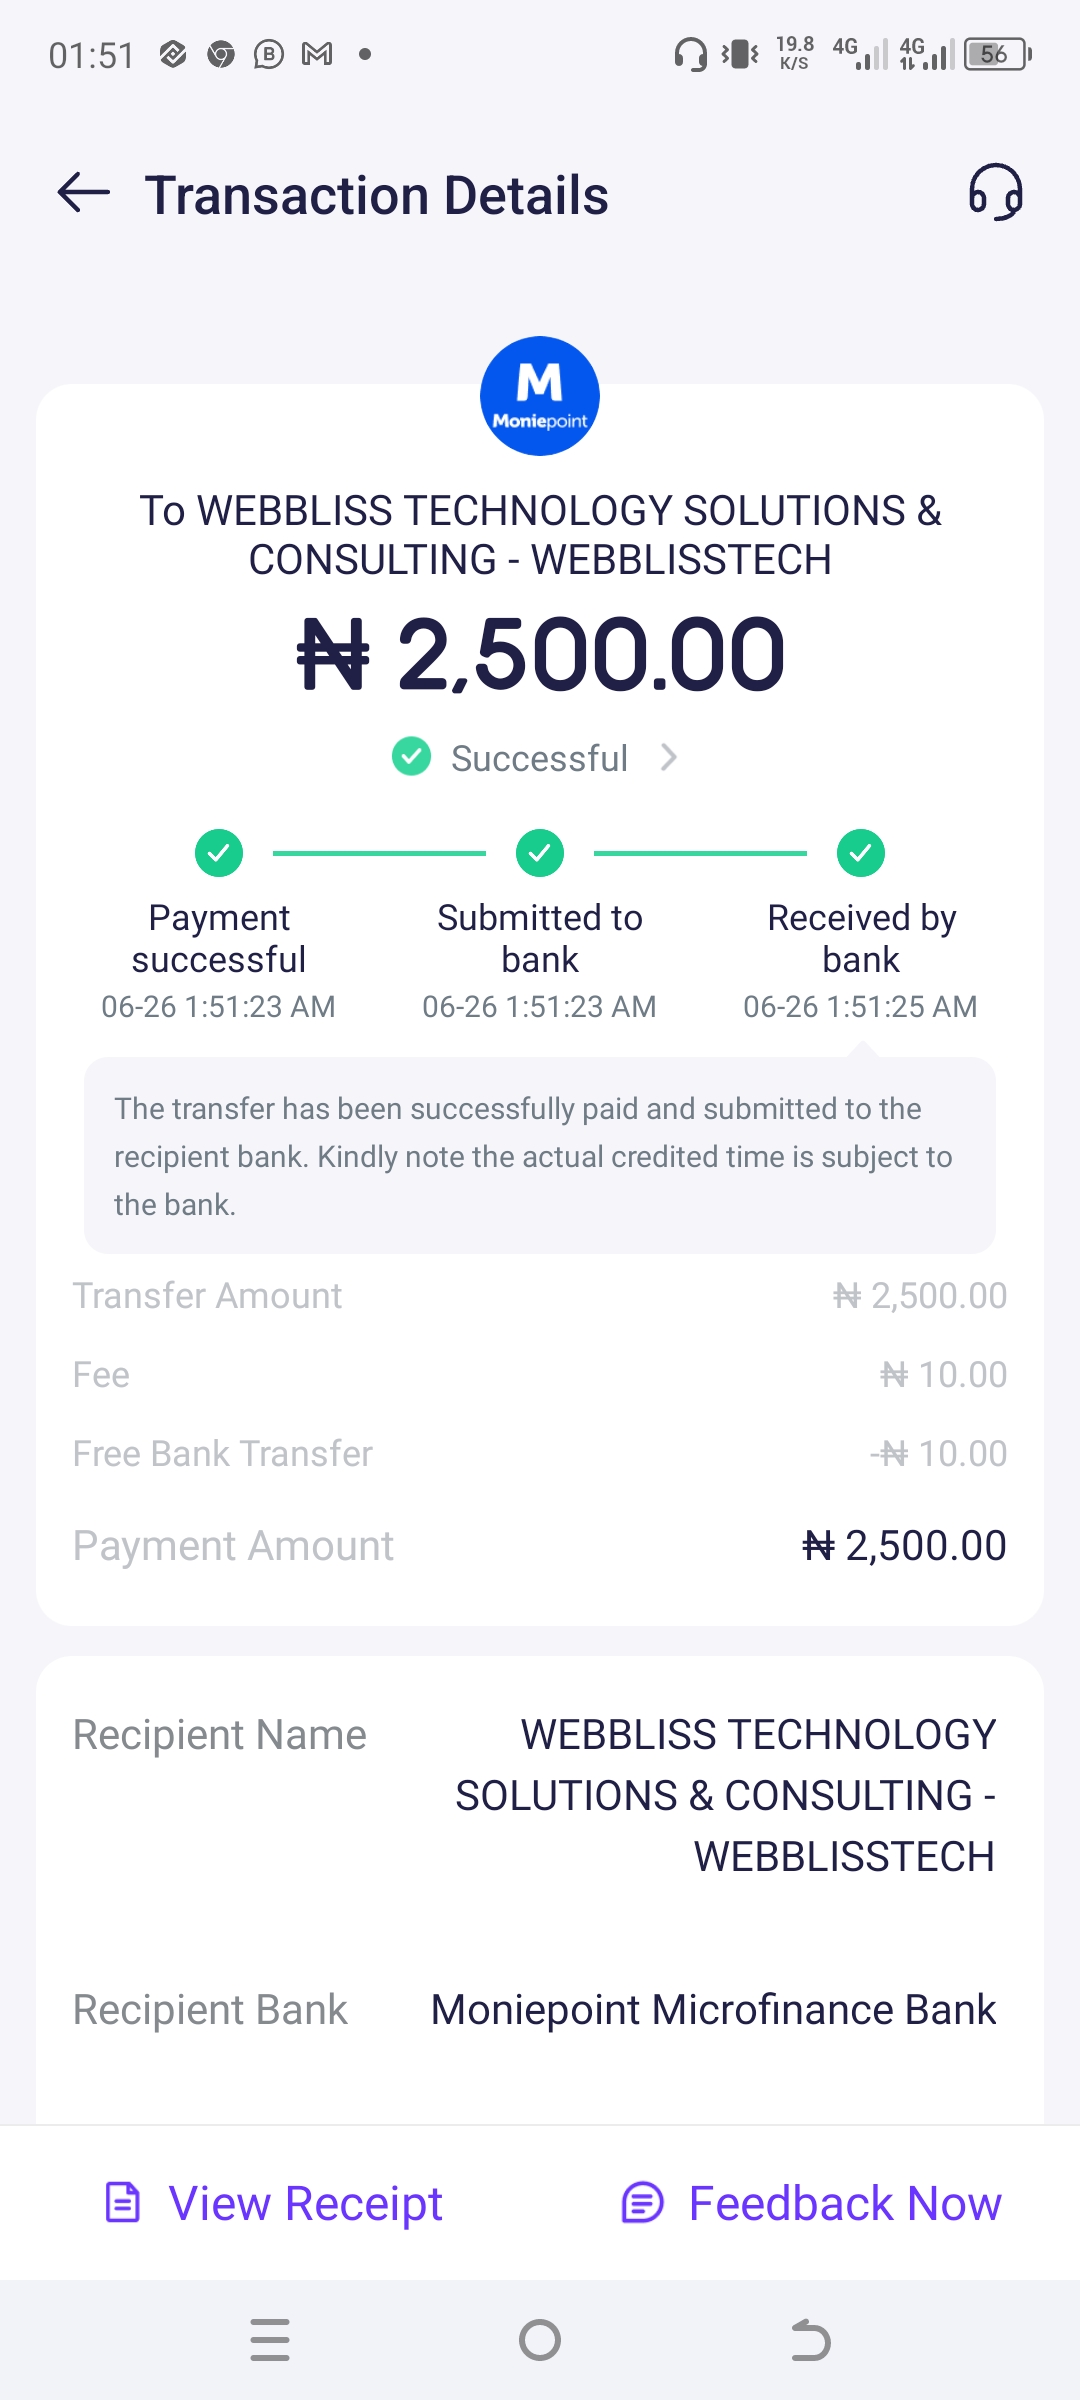 01:51
B
19.8
K/S
4G
4G
56
Transaction Details
M
Moniepoint
To WEBBLISS TECHNOLOGY SOLUTIONS &
CONSULTING - WEBBLISSTECH
₦ 2,500.00
Successful
Payment
successful
06-26 1:51:23 AM
Submitted to
bank
06-26 1:51:23 AM
Received by
bank
06-26 1:51:25 AM
The transfer has been successfully paid and submitted to the
recipient bank. Kindly note the actual credited time is subject to
the bank.
Transfer Amount ₦ 2,500.00
Fee ₦ 10.00
Free Bank Transfer -₦ 10.00
Payment Amount ₦ 2,500.00
Recipient Name WEBBLISS TECHNOLOGY
SOLUTIONS & CONSULTING -
WEBBLISSTECH
Recipient Bank Moniepoint Microfinance Bank
View Receipt Feedback Now